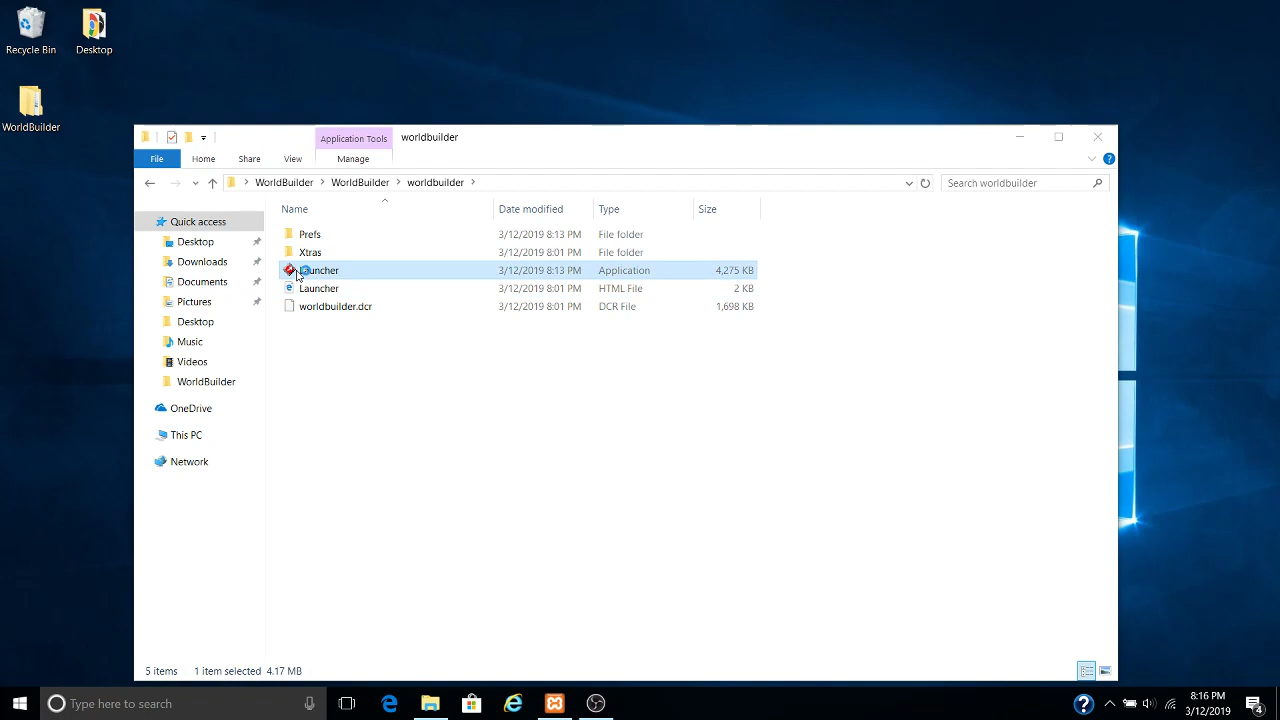 Recycle Bin
Desktop
WorldBuilder
Application Tools
worldbuilder
File
Home
Share
View
Manage
WorldBuilder
WorldBuilder
worldbuilder
Search worldbuilder
Name
Date modified
Type
Size
Quick access
Desktop
Downloads
Documents
Pictures
Desktop
Music
Videos
WorldBuilder
OneDrive
This PC
Network
Prefs 3/12/2019 8:13 PM File folder
Xtras 3/12/2019 8:01 PM File folder
Launcher 3/12/2019 8:13 PM Application 4,275 KB
Launcher 3/12/2019 8:01 PM HTML File 2 KB
worldbuilder.dcr 3/12/2019 8:01 PM DCR File 1,698 KB
5 items 1 item selected 4.17 MB
Type here to search
8:16 PM
3/12/2019
4